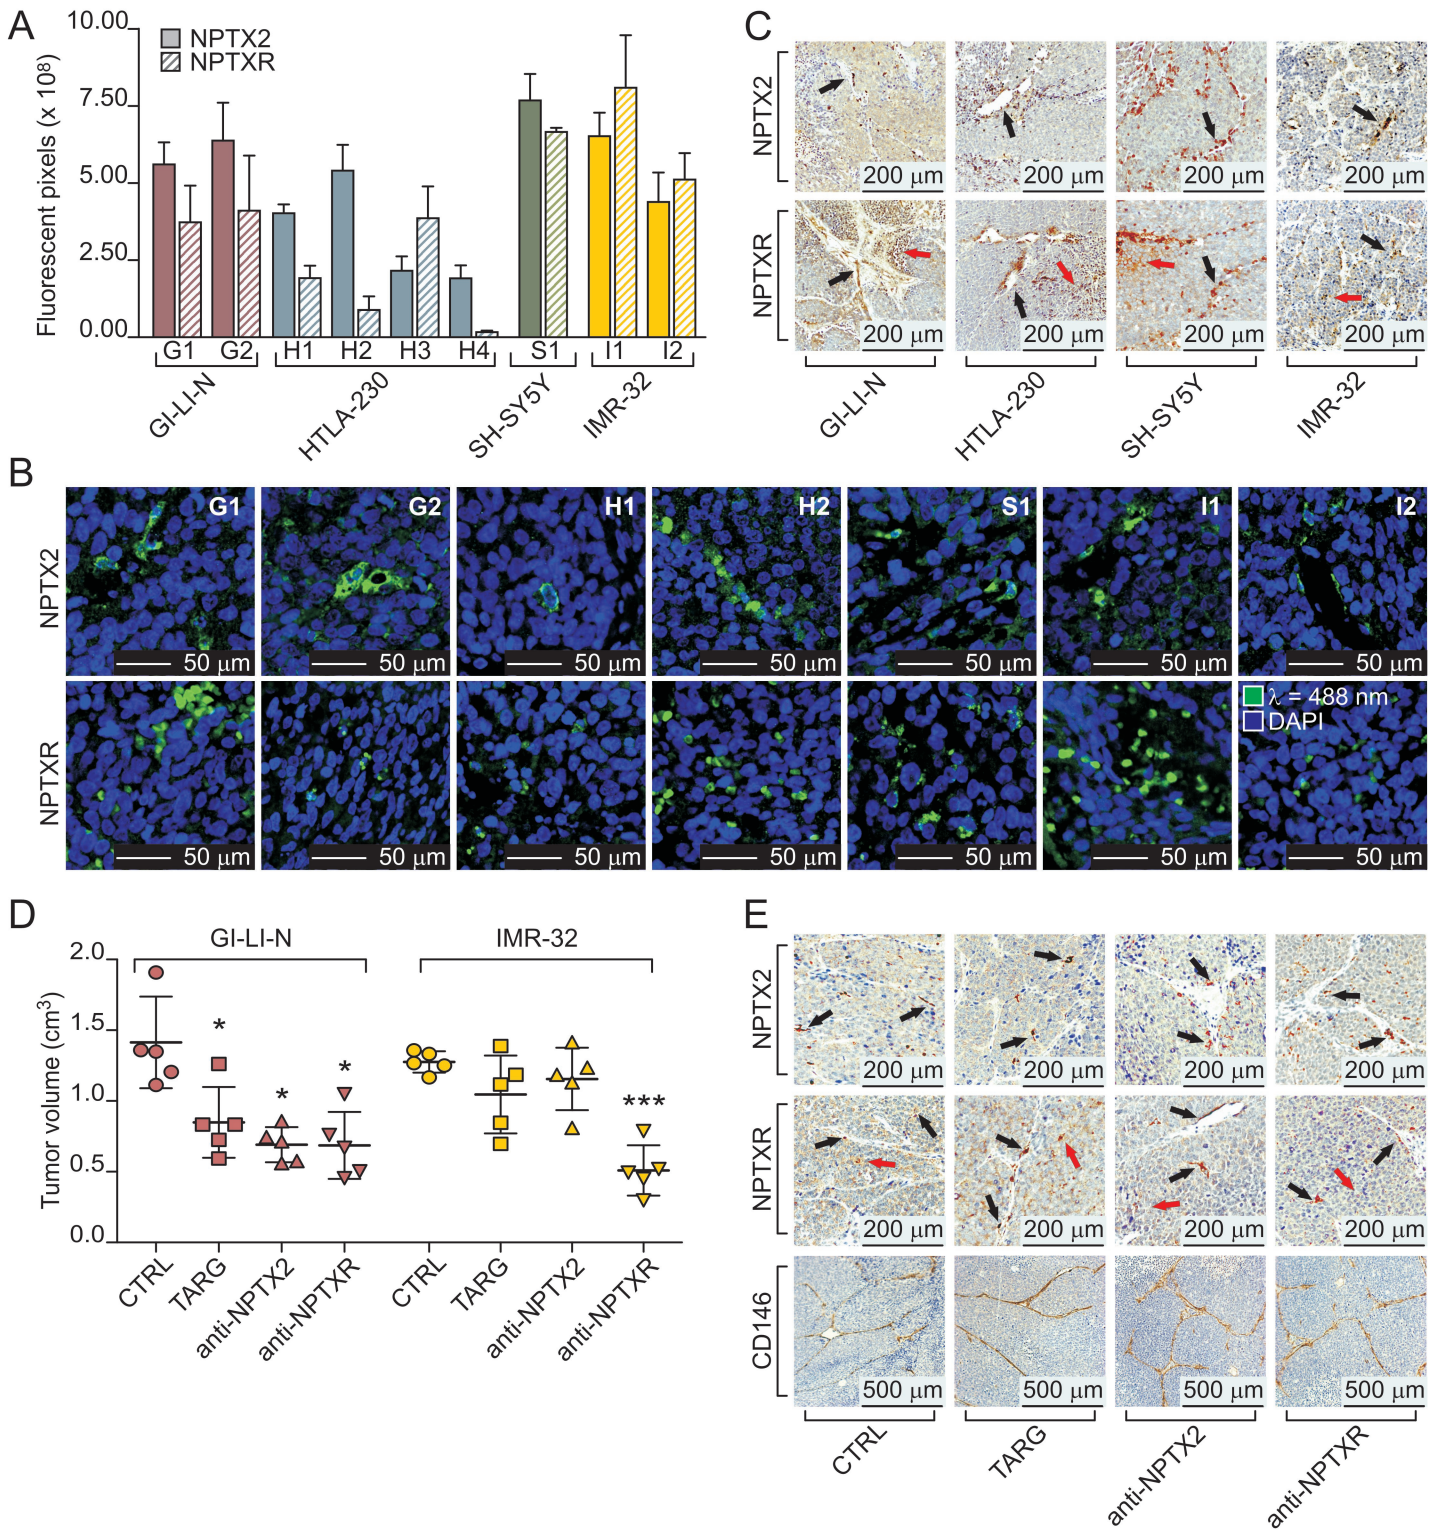 A
10.00
7.50
5.00
2.50
0.00
Fluorescent pixels (x 10⁸)
NPTX2
NPTXR
G1 G2 H1 H2 H3 H4 S1 I1 I2
GI-LI-N HTLA-230 SH-SY5Y IMR-32
C
NPTX2
200 µm 200 µm 200 µm 200 µm
NPTXR
200 µm 200 µm 200 µm 200 µm
GI-LI-N HTLA-230 SH-SY5Y IMR-32
B
NPTX2
G1 G2 H1 H2 S1 I1 I2
50 µm 50 µm 50 µm 50 µm 50 µm 50 µm 50 µm
NPTXR
λ = 488 nm
DAPI
50 µm 50 µm 50 µm 50 µm 50 µm 50 µm 50 µm
D
GI-LI-N IMR-32
2.0
1.5
1.0
0.5
0.0
Tumor volume (cm³)
* * * ***
CTRL TARG anti-NPTX2 anti-NPTXR CTRL TARG anti-NPTX2 anti-NPTXR
E
NPTX2
200 µm 200 µm 200 µm 200 µm
NPTXR
200 µm 200 µm 200 µm 200 µm
CD146
500 µm 500 µm 500 µm 500 µm
CTRL TARG anti-NPTX2 anti-NPTXR